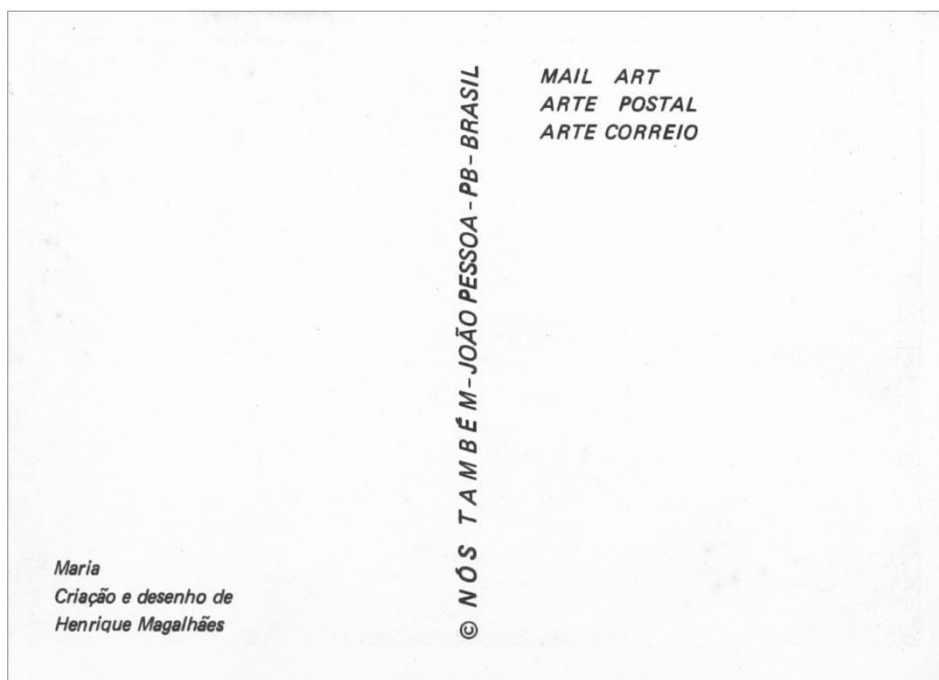 MAIL ART
ARTE POSTAL
ARTE CORREIO
© NÓS TAMBÉM-JOÃO PESSOA-PB-BRASIL
Maria
Criação e desenho de
Henrique Magalhães